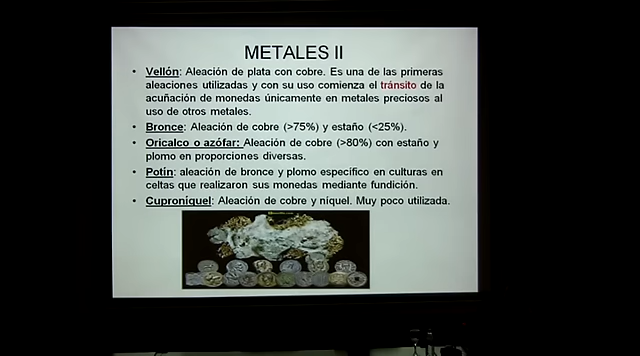 METALES II
• Vellón: Aleación de plata con cobre. Es una de las primeras
aleaciones utilizadas y con su uso comienza el tránsito de la
acuñación de monedas únicamente en metales preciosos al
uso de otros metales.
• Bronce: Aleación de cobre (>75%) y estaño (<25%).
• Oricalco o azófar: Aleación de cobre (>80%) con estaño y
plomo en proporciones diversas.
• Potín: aleación de bronce y plomo específico en culturas en
celtas que realizaron sus monedas mediante fundición.
• Cuproníquel: Aleación de cobre y níquel. Muy poco utilizada.